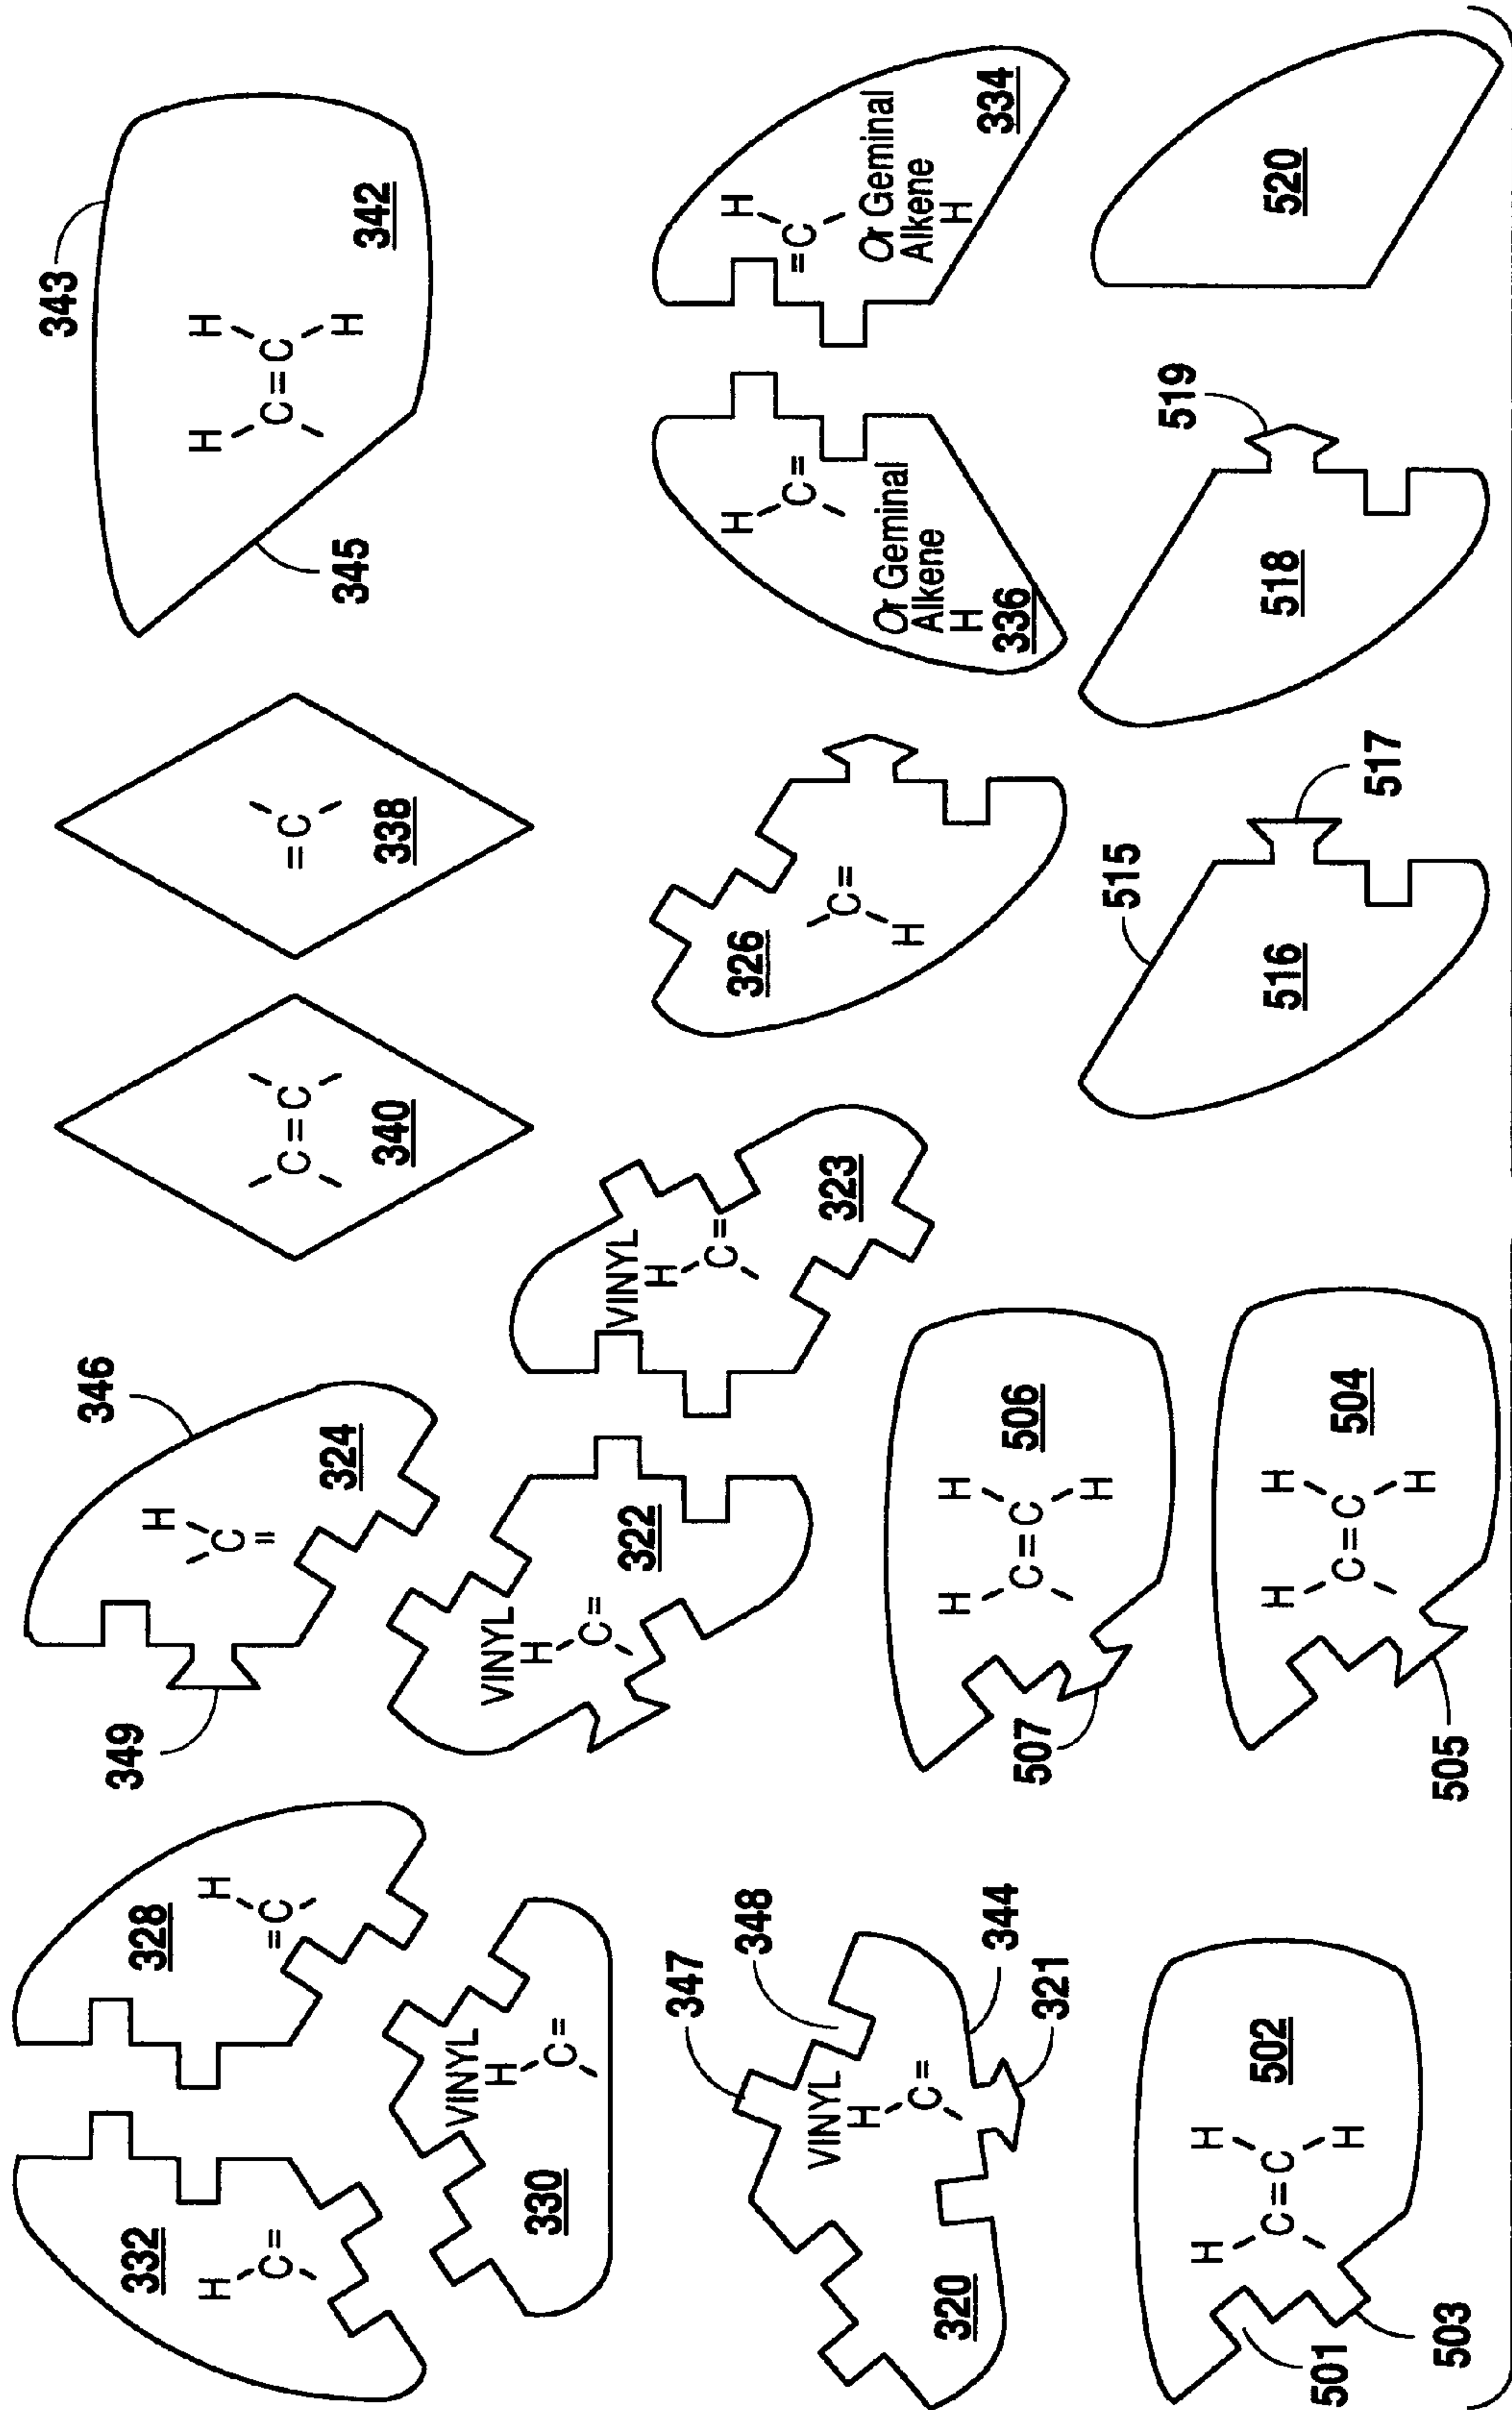 332
H
C=
328
H
=C
349
346
H
C
=
324
340
C=C
338
=C
343
H
H
C=C
H
345
342
330
VINYL
H
C=
VINYL
H
C=
322
VINYL
H
C=
323
326
C=
H
H
C=
Or Geminal
Alkene
H
336
H
=C
Or Geminal
Alkene
H
334
320
VINYL
H
C=
347
348
344
321
507
H
H
C=C
H
506
515
516
517
518
519
520
501
503
H
H
C=C
H
502
505
H
H
C=C
H
504